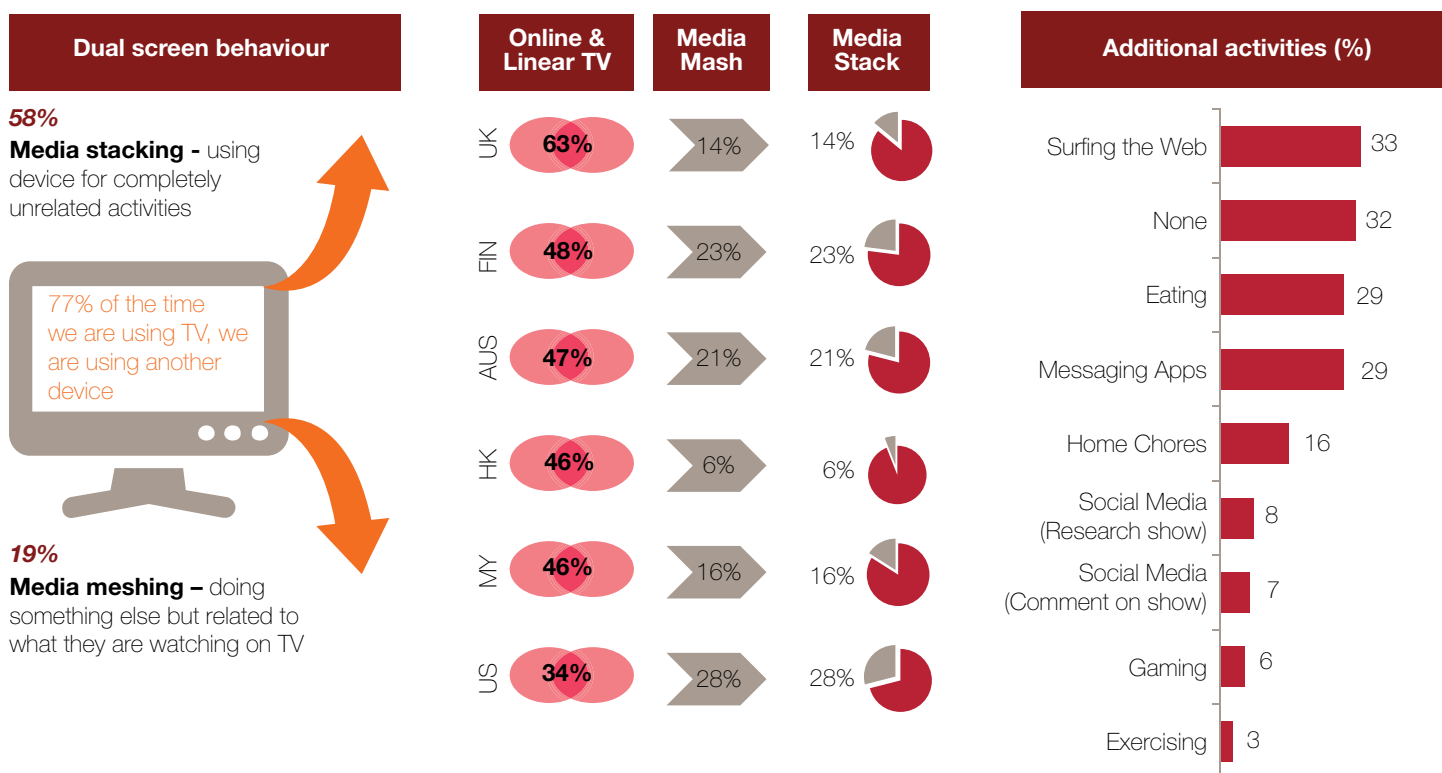 Dual screen behaviour
58%
Media stacking - using
device for completely
unrelated activities
77% of the time
we are using TV, we
are using another
device
19%
Media meshing – doing
something else but related to
what they are watching on TV
Online &
Linear TV
Media
Mash
Media
Stack
UK 63% 14% 14%
FIN 48% 23% 23%
AUS 47% 21% 21%
HK 46% 6% 6%
MY 46% 16% 16%
US 34% 28% 28%
Additional activities (%)
Surfing the Web 33
None 32
Eating 29
Messaging Apps 29
Home Chores 16
Social Media
(Research show) 8
Social Media
(Comment on show) 7
Gaming 6
Exercising 3